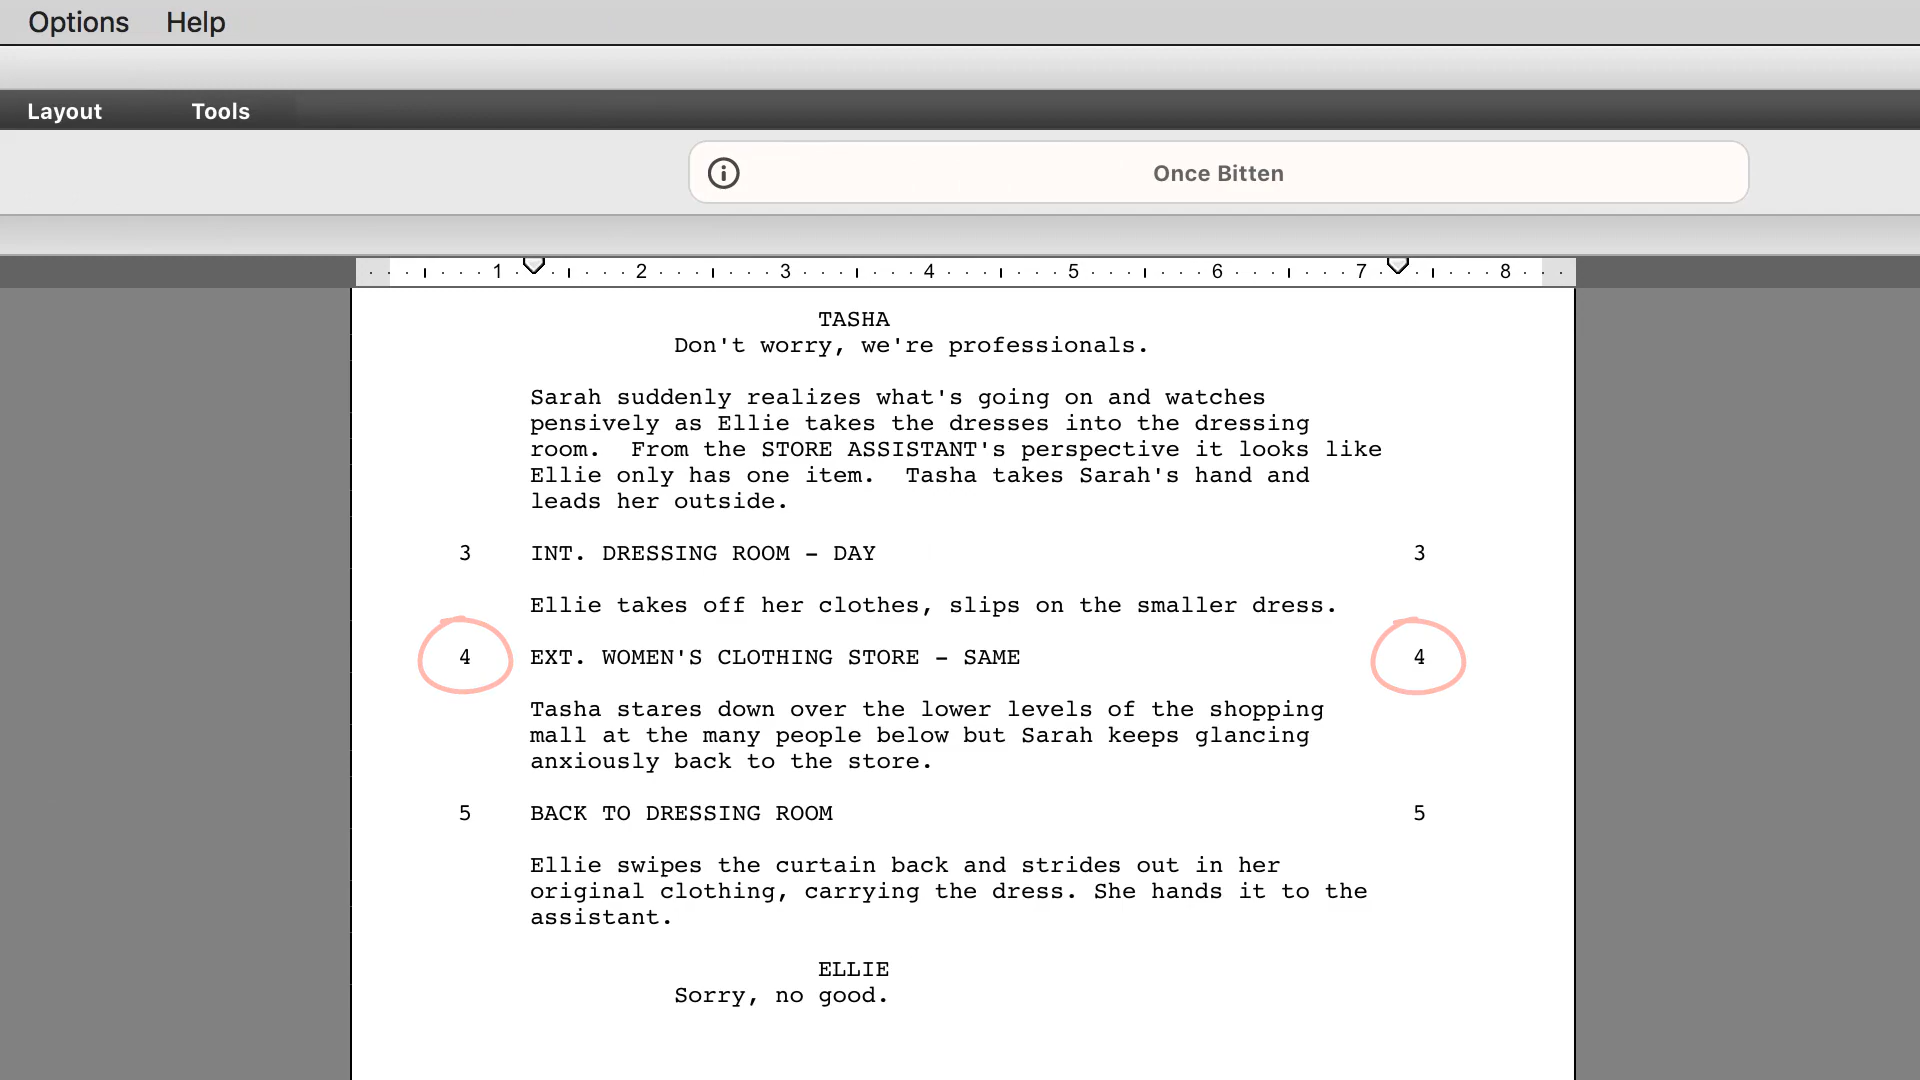 Options Help
Layout Tools
Once Bitten
1 2 3 4 5 6 7 8
TASHA
Don't worry, we're professionals.
Sarah suddenly realizes what's going on and watches
pensively as Ellie takes the dresses into the dressing
room.  From the STORE ASSISTANT's perspective it looks like
Ellie only has one item.  Tasha takes Sarah's hand and
leads her outside.
3 INT. DRESSING ROOM - DAY 3
Ellie takes off her clothes, slips on the smaller dress.
4 EXT. WOMEN'S CLOTHING STORE - SAME 4
Tasha stares down over the lower levels of the shopping
mall at the many people below but Sarah keeps glancing
anxiously back to the store.
5 BACK TO DRESSING ROOM 5
Ellie swipes the curtain back and strides out in her
original clothing, carrying the dress. She hands it to the
assistant.
ELLIE
Sorry, no good.